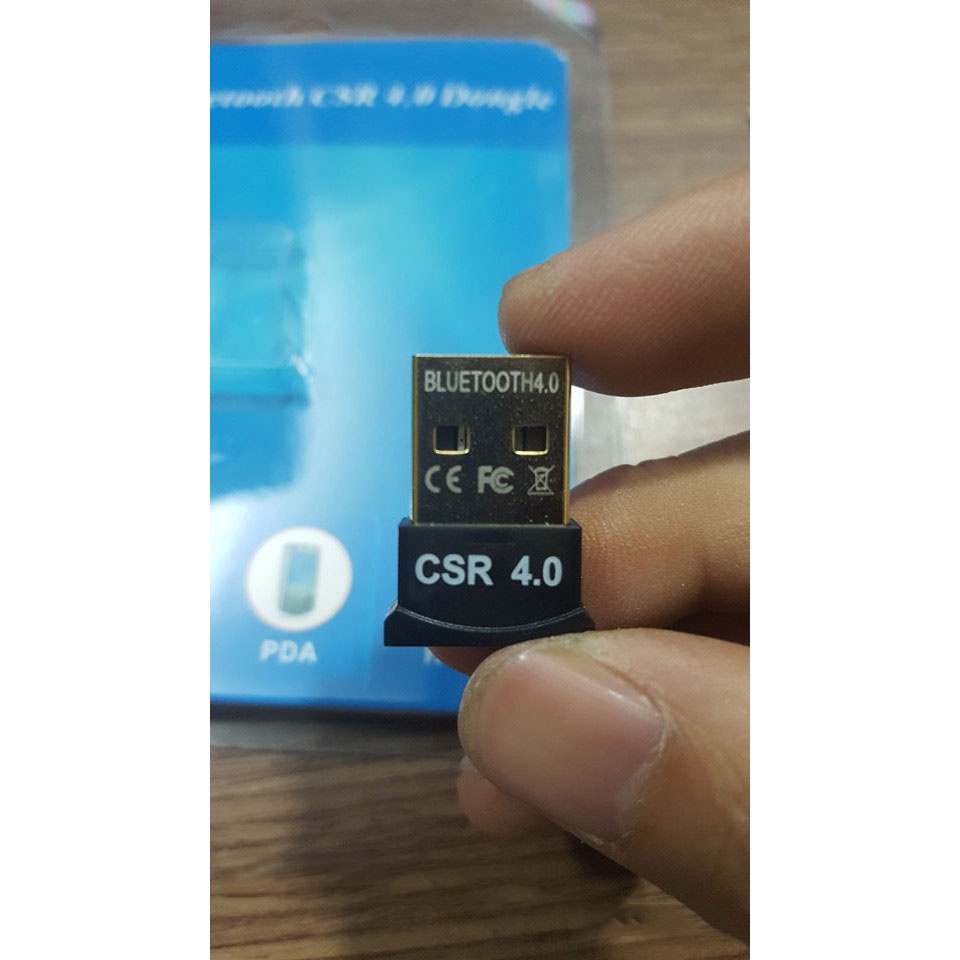 CSR 4.0 Dongle
BLUETOOTH4.0
CE FC
CSR 4.0
PDA